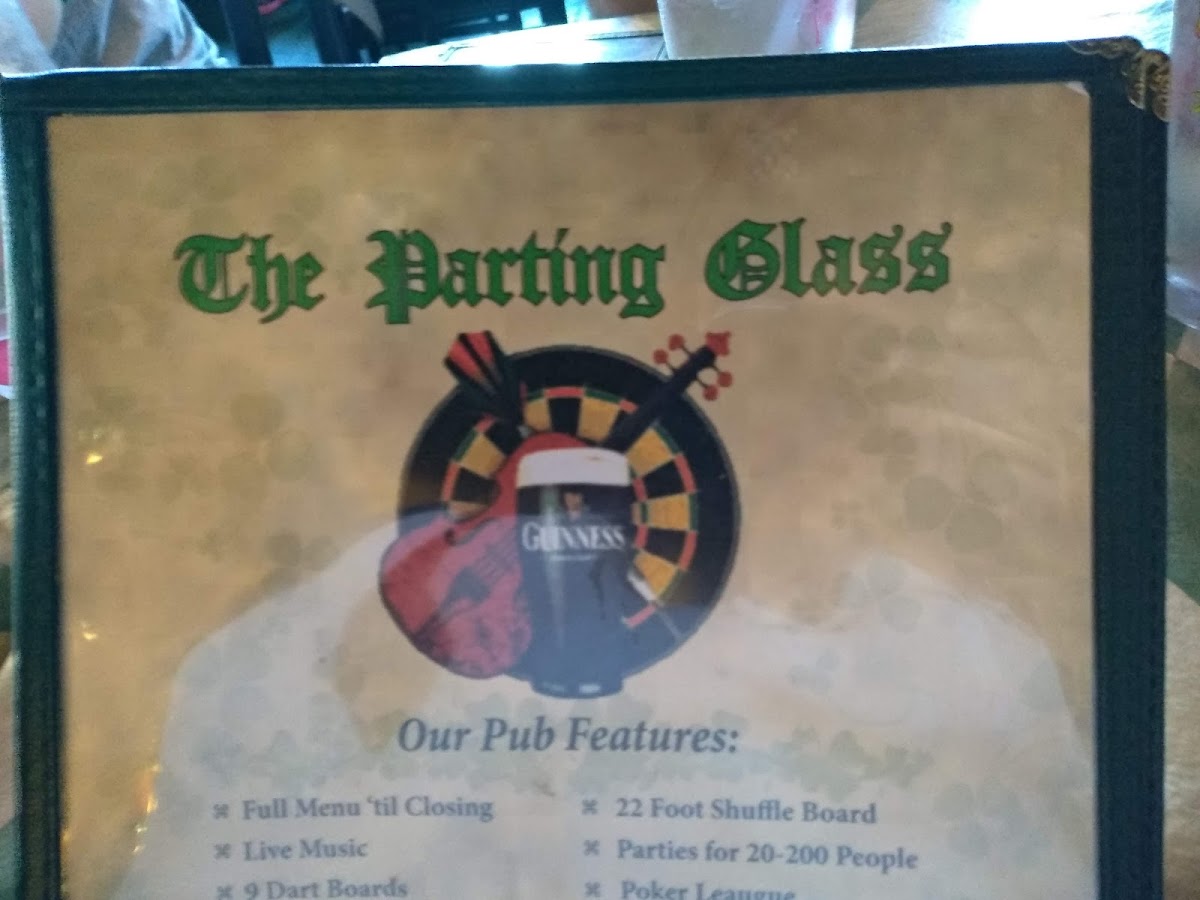 The Parting Glass
GUINNESS
Our Pub Features:
⌘ Full Menu ‘til Closing
⌘ Live Music
⌘ 9 Dart Boards
⌘ 22 Foot Shuffle Board
⌘ Parties for 20-200 People
⌘ Poker Leaugue